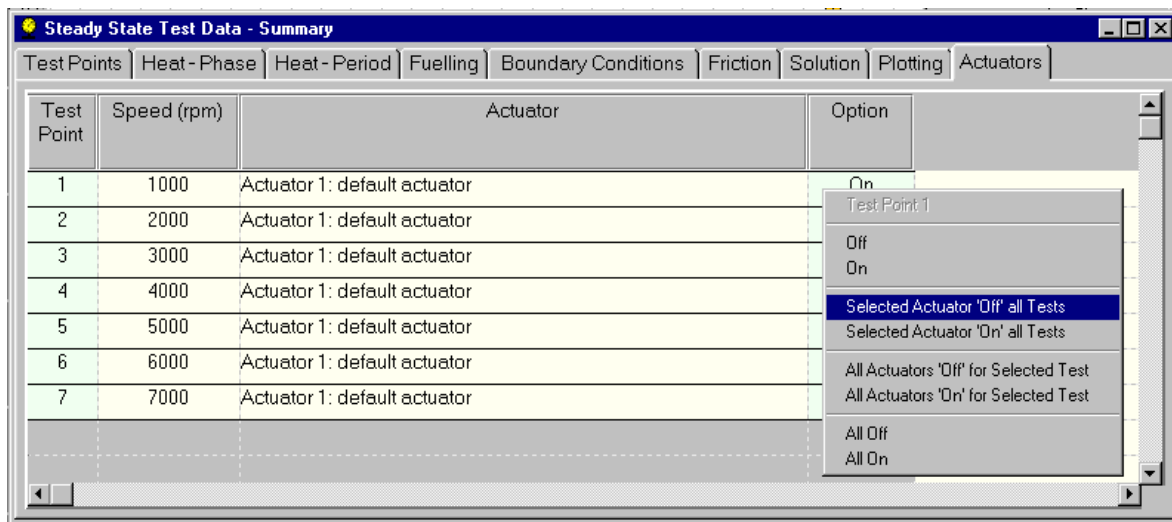 Steady State Test Data - Summary
Test Points Heat-Phase Heat-Period Fuelling Boundary Conditions Friction Solution Plotting Actuators
Test Point Speed (rpm) Actuator Option
1 1000 Actuator 1: default actuator On
Test Point 1
2 2000 Actuator 1: default actuator
Off
3 3000 Actuator 1: default actuator
On
4 4000 Actuator 1: default actuator
Selected Actuator 'Off' all Tests
5 5000 Actuator 1: default actuator
Selected Actuator 'On' all Tests
6 6000 Actuator 1: default actuator
All Actuators 'Off' for Selected Test
7 7000 Actuator 1: default actuator
All Actuators 'On' for Selected Test
All Off
All On